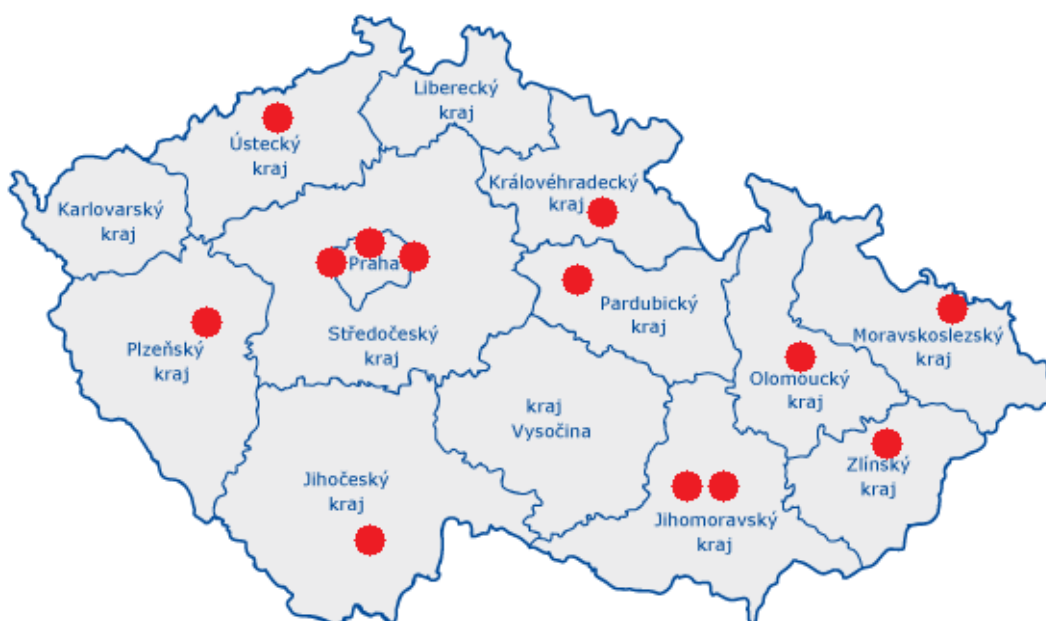 Liberecký
kraj
Ústecký
kraj
Královéhradecký
kraj
Karlovarský
kraj
Praha
Pardubický
kraj
Středočeský
kraj
Plzeňský
kraj
Moravskoslezský
kraj
Olomoucký
kraj
kraj
Vysočina
Zlínský
kraj
Jihočeský
kraj
Jihomoravský
kraj